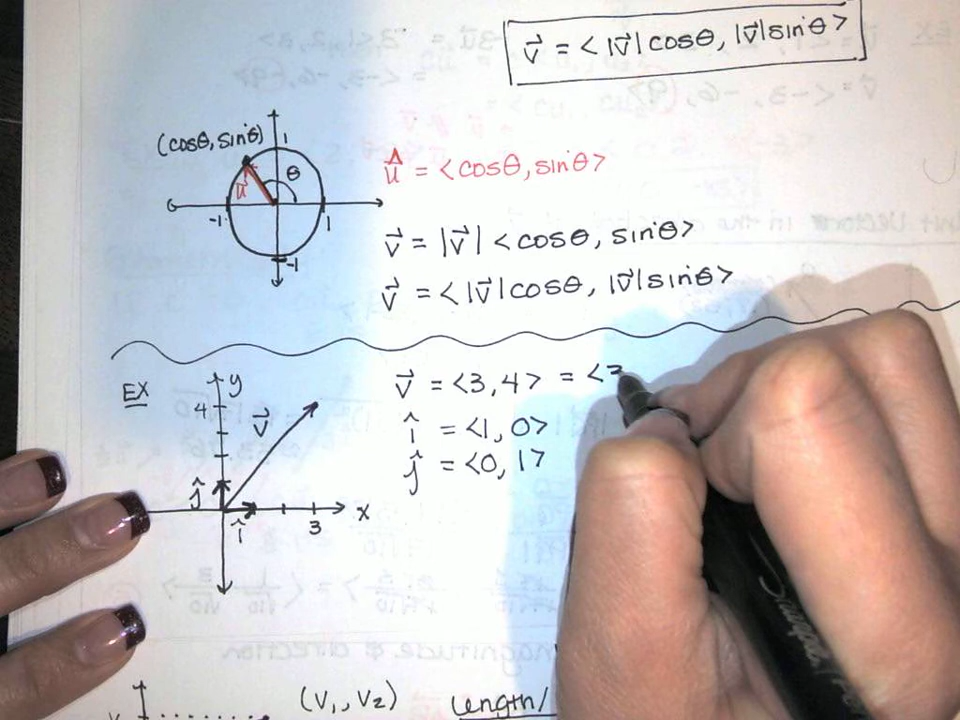 v⃗ = < |v⃗| cosθ, |v⃗| sinθ >
(cosθ, sinθ)
1
θ
û = <cosθ, sinθ>
u
-1
1
-1
v⃗ = |v⃗| <cosθ, sinθ>
v⃗ = < |v⃗| cosθ, |v⃗| sinθ >
EX
y
4
v⃗
v⃗ = <3, 4> = <3
î = <1, 0>
ĵ = <0, 1>
ĵ
î
3
x
(V₁, V₂)
Length/